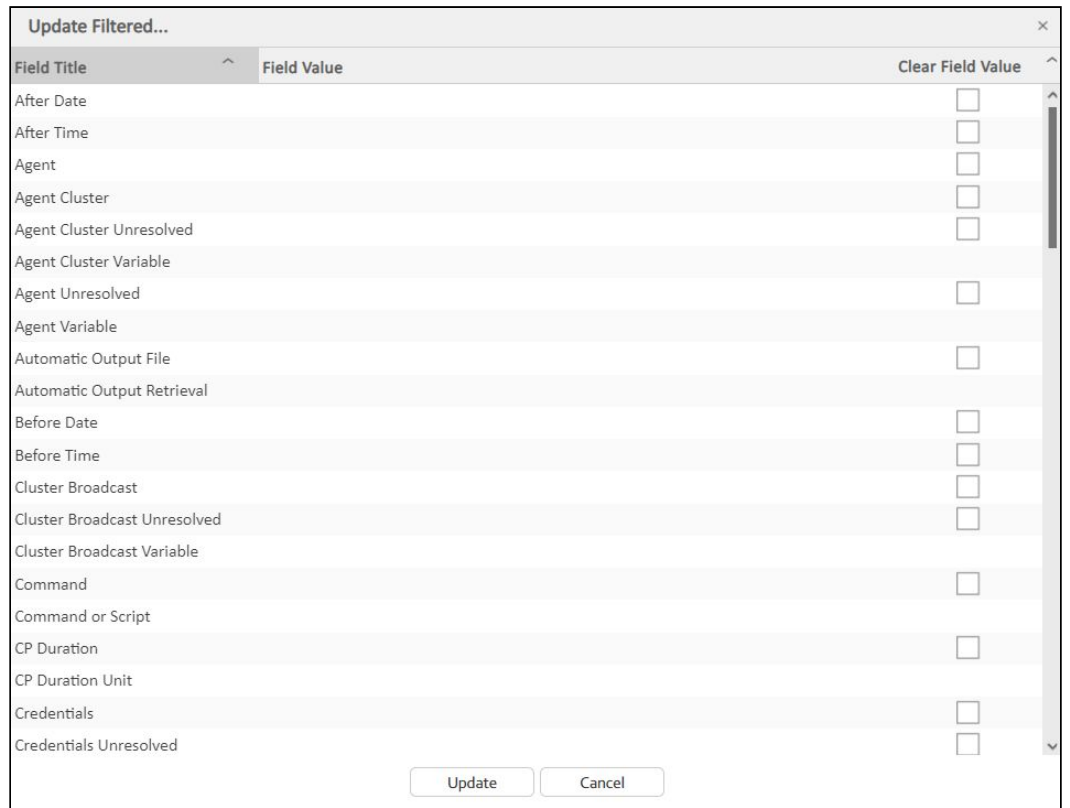 Update Filtered...
Field Title Field Value Clear Field Value
After Date
After Time
Agent
Agent Cluster
Agent Cluster Unresolved
Agent Cluster Variable
Agent Unresolved
Agent Variable
Automatic Output File
Automatic Output Retrieval
Before Date
Before Time
Cluster Broadcast
Cluster Broadcast Unresolved
Cluster Broadcast Variable
Command
Command or Script
CP Duration
CP Duration Unit
Credentials
Credentials Unresolved
Update Cancel